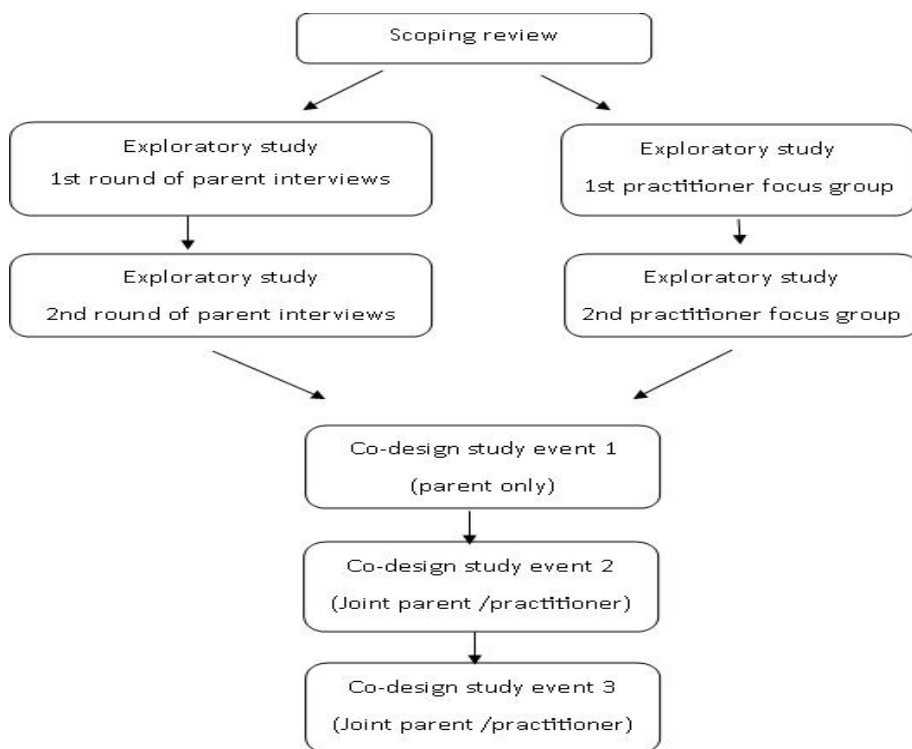 Scoping review
Exploratory study
1st round of parent interviews
Exploratory study
1st practitioner focus group
Exploratory study
2nd round of parent interviews
Exploratory study
2nd practitioner focus group
Co-design study event 1
(parent only)
Co-design study event 2
(Joint parent /practitioner)
Co-design study event 3
(Joint parent /practitioner)